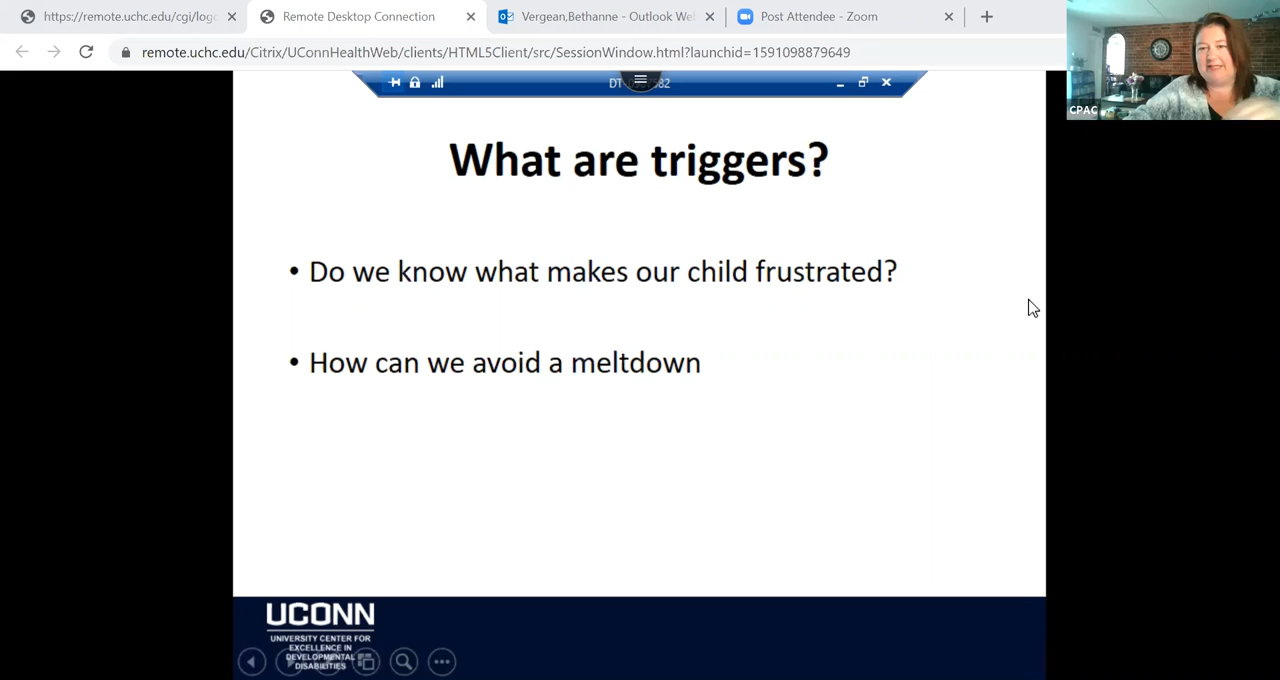 https://remote.uchc.edu/cgi/logo
Remote Desktop Connection
Vergean,Bethanne - Outlook We
Post Attendee - Zoom
remote.uchc.edu/Citrix/UConnHealthWeb/clients/HTML5Client/src/SessionWindow.html?launchid=1591098879649
CPAC
What are triggers?
• Do we know what makes our child frustrated?
• How can we avoid a meltdown
UCONN
UNIVERSITY CENTER FOR
EXCELLENCE IN
DEVELOPMENTAL
DISABILITIES